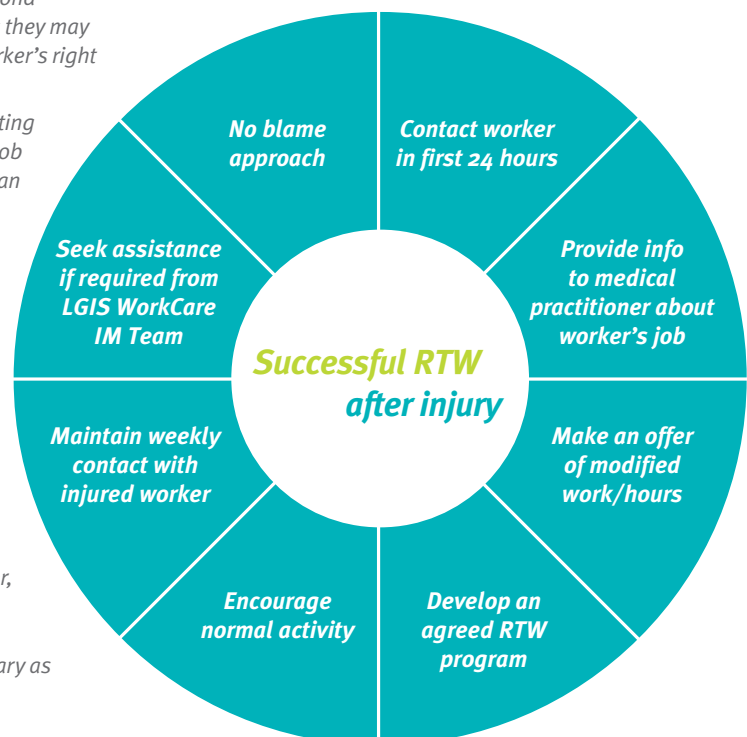 they may
rker's right
ting
an
No blame
approach
Contact worker
in first 24 hours
Provide info
to medical
practitioner about
worker's job
Make an offer
of modified
work/hours
Develop an
agreed RTW
program
Encourage
normal activity
Maintain weekly
contact with
injured worker
Seek assistance
if required from
LGIS WorkCare
IM Team
Successful RTW
after injury
r,
ary as